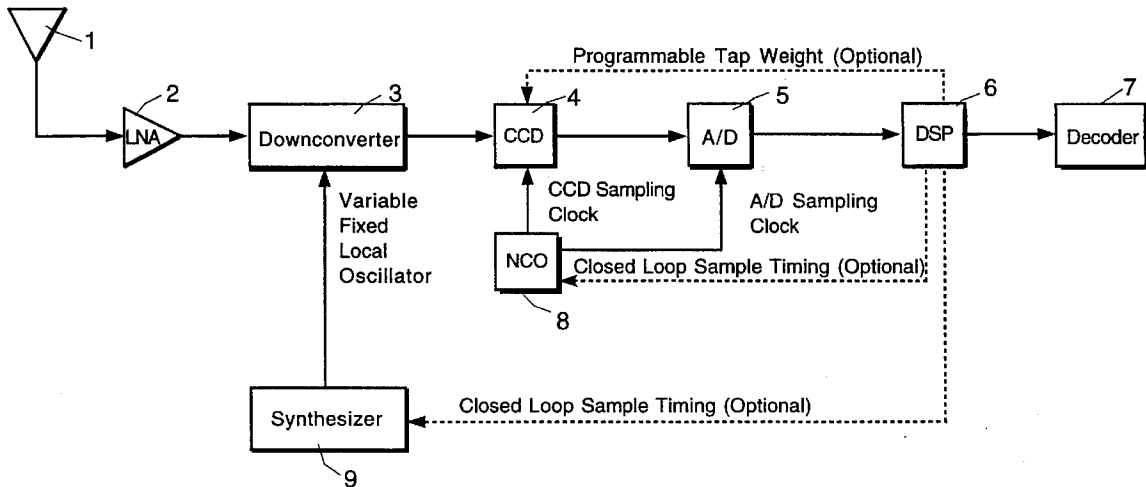 1
Programmable Tap Weight (Optional)
2
3
4
5
6
7
LNA
Downconverter
CCD
A/D
DSP
Decoder
Variable
Fixed
Local
Oscillator
CCD Sampling
Clock
A/D Sampling
Clock
NCO
Closed Loop Sample Timing (Optional)
8
Synthesizer
Closed Loop Sample Timing (Optional)
9